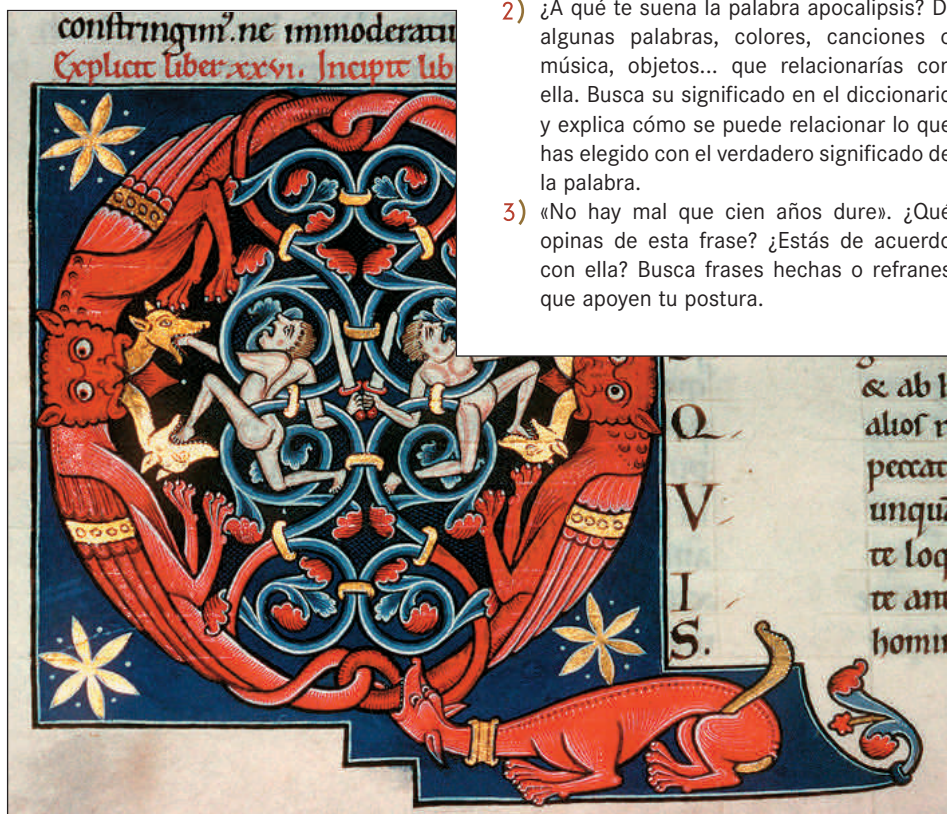 conſtringim᷒. ne immoderatu
Explicit liber xxvi. Incipit lib
2) ¿A qué te suena la palabra apocalipsis? Di
algunas palabras, colores, canciones o
música, objetos... que relacionarías con
ella. Busca su significado en el diccionario
y explica cómo se puede relacionar lo que
has elegido con el verdadero significado de
la palabra.
3) «No hay mal que cien años dure». ¿Qué
opinas de esta frase? ¿Estás de acuerdo
con ella? Busca frases hechas o refranes
que apoyen tu postura.
& ab
Q alioſ
peccat
V unqua
te loq
I te
S. homin